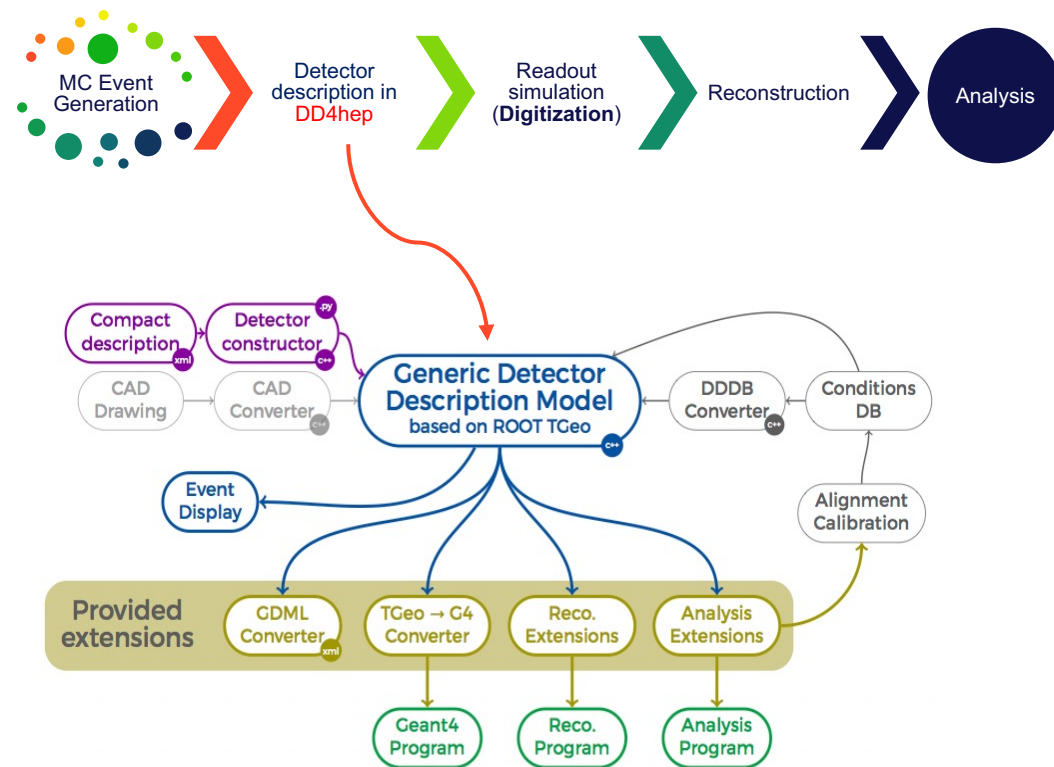 MC Event
Generation
Detector
description in
DD4hep
Readout
simulation
(Digitization)
Reconstruction
Analysis
Compact
description
xml
Detector
constructor
.py
c++
CAD
Drawing
CAD
Converter
c++
Generic Detector
Description Model
based on ROOT TGeo
c++
DDDB
Converter
c++
Conditions
DB
Event
Display
Alignment
Calibration
Provided
extensions
GDML
Converter
xml
TGeo → G4
Converter
Reco.
Extensions
Analysis
Extensions
Geant4
Program
Reco.
Program
Analysis
Program